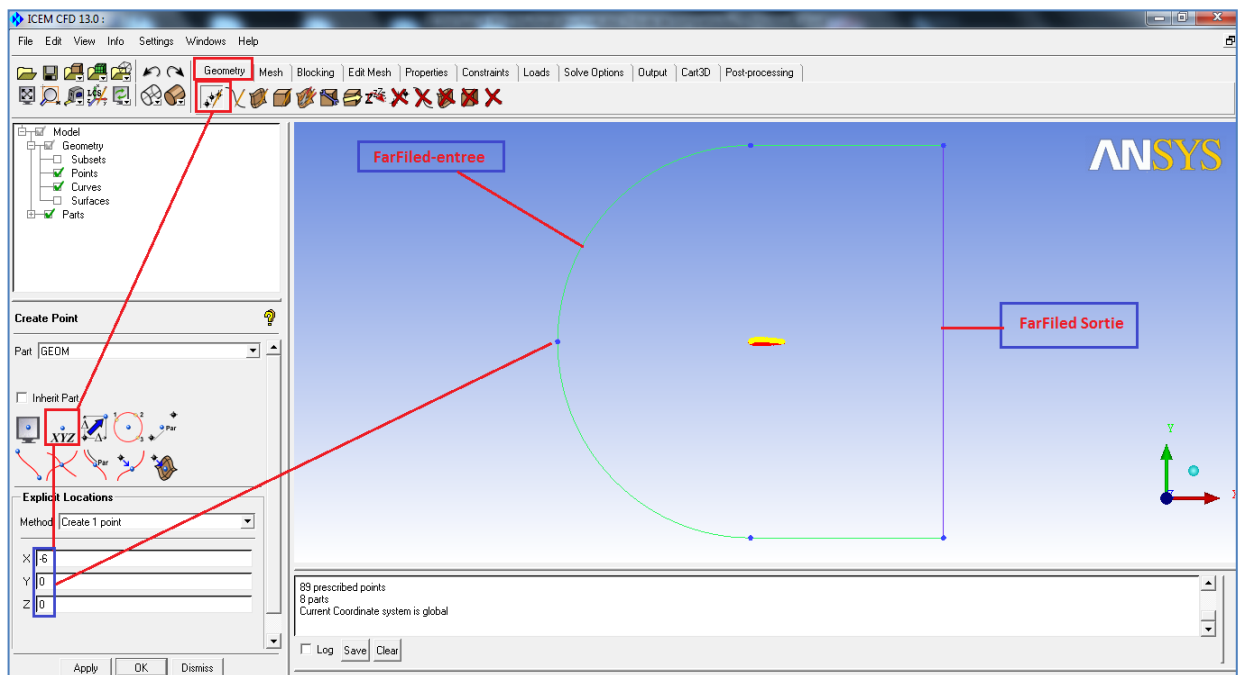 ICEM CFD 13.0 :
File Edit View Info Settings Windows Help
Geometry Mesh Blocking Edit Mesh Properties Constraints Loads Solve Options Output Cart3D Post-processing
Model
Geometry
Subsets
Points
Curves
Surfaces
Parts
FarFiled-entree
ANSYS
FarFiled Sortie
Y
X
Create Point
Part GEOM
Inherit Part
XYZ
Par
Par
Explicit Locations
Method Create 1 point
X -6
Y 0
Z 0
Apply OK Dismiss
89 prescribed points
8 parts
Current Coordinate system is global
Log Save Clear